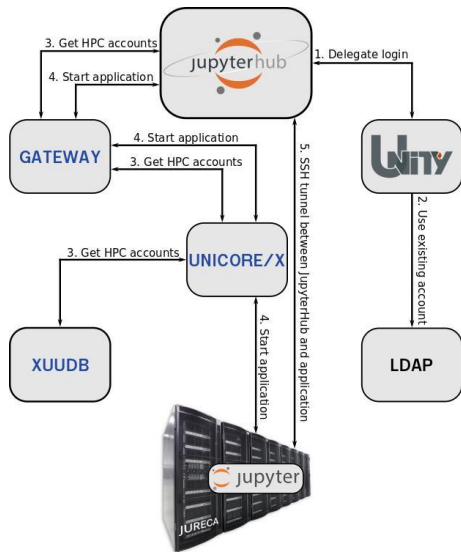 3. Get HPC accounts
jupyterhub
1. Delegate login
4. Start application
GATEWAY
4. Start application
3. Get HPC accounts
UNITY
5. SSH tunnel between JupyterHub and application
2. Use existing account
3. Get HPC accounts
UNICORE/X
XUUDB
4. Start application
LDAP
jupyter
JURECA